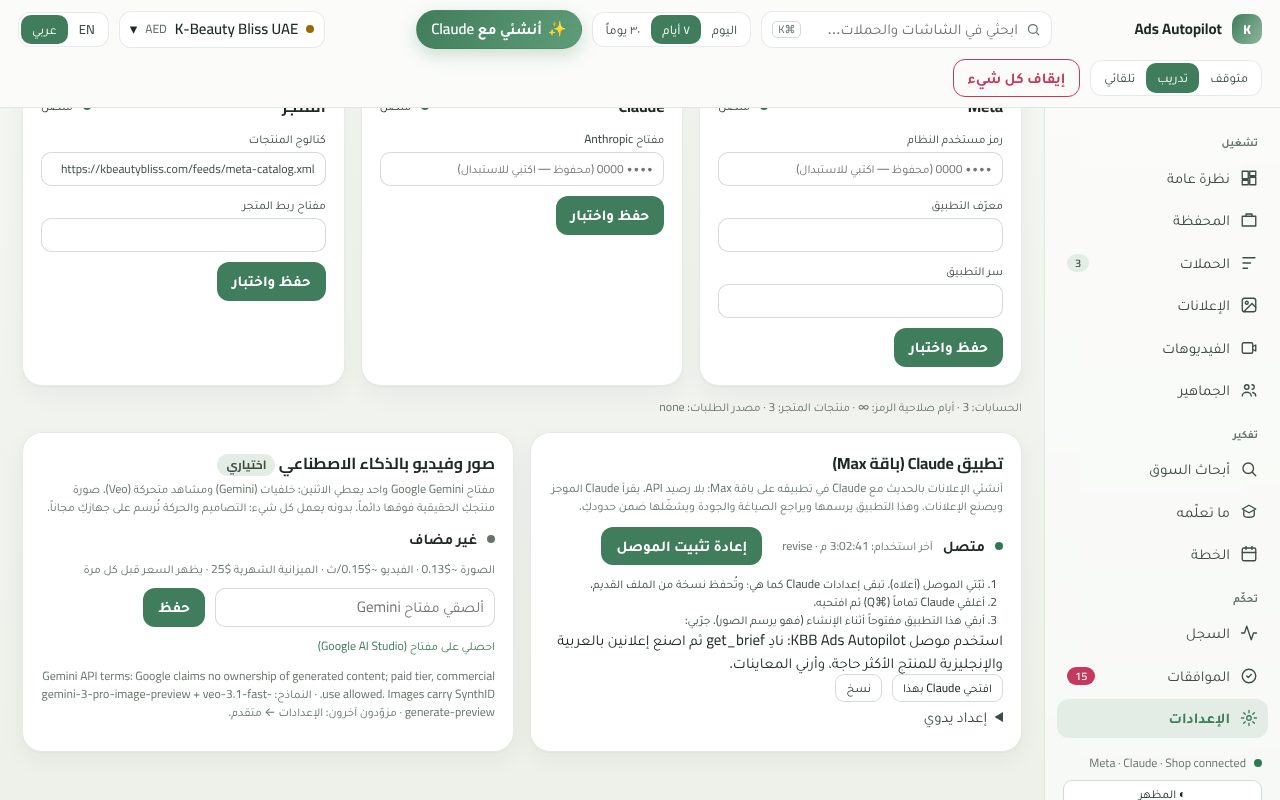 K
Ads Autopilot
ابحثي في الشاشات والحملات...
⌘K
اليوم
٧ أيام
٣٠ يوماً
✨ أنشئي مع Claude
K-Beauty Bliss UAE
AED ▾
EN
عربي
متوقف
تدريب
تلقائي
إيقاف كل شيء
تشغيل
نظرة عامة
المحفظة
الحملات
3
الإعلانات
الفيديوهات
الجماهير
تفكير
أبحاث السوق
ما تعلّمه
الخطة
تحكّم
السجل
الموافقات
15
الإعدادات
Meta · Claude · Shop connected
المظهر
Meta
متصل
رمز مستخدم النظام
•••• 0000 (محفوظ — اكتبي للاستبدال)
معرّف التطبيق
سر التطبيق
حفظ واختبار
Claude
متصل
مفتاح Anthropic
•••• 0000 (محفوظ — اكتبي للاستبدال)
حفظ واختبار
المتجر
متصل
كتالوج المنتجات
https://kbeautybliss.com/feeds/meta-catalog.xml
مفتاح ربط المتجر
حفظ واختبار
الحسابات: 3 · أيام صلاحية الرمز: ∞ · منتجات المتجر: 3 · مصدر الطلبات: none
تطبيق Claude (باقة Max)
أنشئي الإعلانات بالحديث مع Claude في تطبيقه على باقة Max: بلا رصيد API. يقرأ Claude الموجز
ويصنع الإعلانات. وهذا التطبيق يرسمها ويراجع الصياغة والجودة ويشغّلها ضمن حدودكِ.
متصل
آخر استخدام: 3:02:41 م · revise
إعادة تثبيت الموصل
1. ثبّتي الموصل (أعلاه). تبقى إعدادات Claude كما هي؛ وتُحفظ نسخة من الملف القديم.
2. أغلقي Claude تماماً (⌘Q) ثم افتحيه.
3. أبقي هذا التطبيق مفتوحاً أثناء الإنشاء (فهو يرسم الصور). جرّبي:
استخدم موصل KBB Ads Autopilot: نادِ get_brief ثم اصنع إعلانين بالعربية
والإنجليزية للمنتج الأكثر حاجة، وأرني المعاينات.
افتحي Claude بهذا
نسخ
إعداد يدوي
صور وفيديو بالذكاء الاصطناعي
اختياري
مفتاح Google Gemini واحد يعطي الاثنين: خلفيات (Gemini) ومشاهد متحركة (Veo). صورة
منتجكِ الحقيقية فوقها دائماً. بدونه يعمل كل شيء: التصاميم والحركة تُرسم على جهازكِ مجاناً.
غير مضاف
الصورة ~$0.13 · الفيديو ~$0.15/ث · الميزانية الشهرية $25 · يظهر السعر قبل كل مرة
ألصقي مفتاح Gemini
حفظ
احصلي على مفتاح (Google AI Studio)
Gemini API terms: Google claims no ownership of generated content; paid tier, commercial
use allowed. Images carry SynthID. · النماذج: gemini-3-pro-image-preview + veo-3.1-fast-
generate-preview · مزوّدون آخرون: الإعدادات ← متقدم.